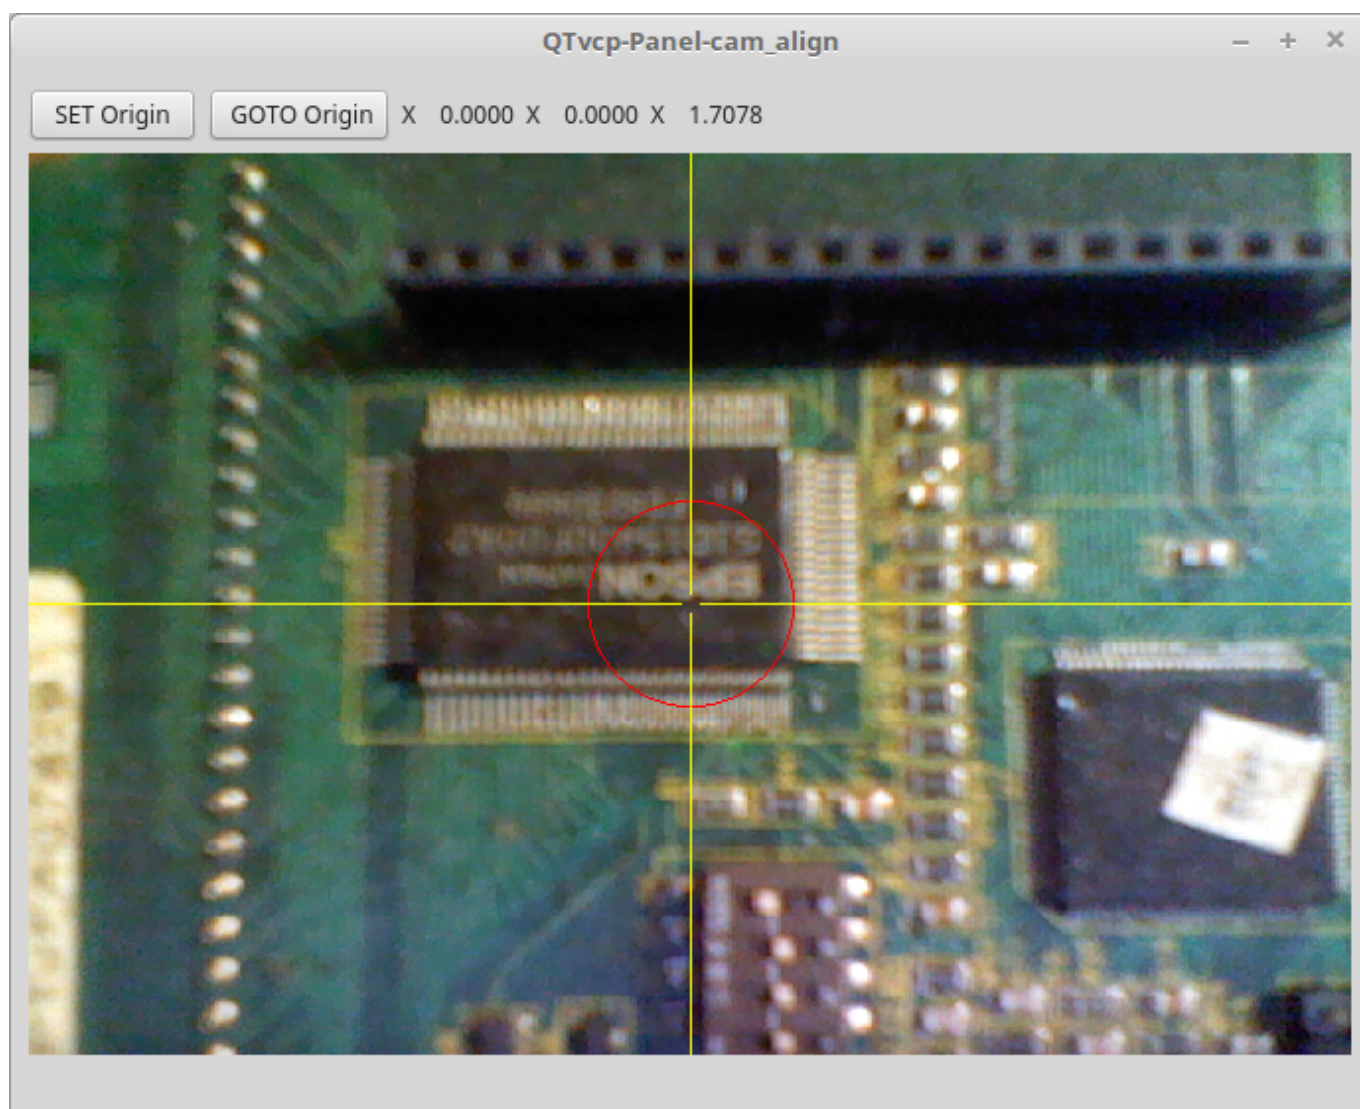 QTvcp-Panel-cam_align
SET Origin GOTO Origin X 0.0000 X 0.0000 X 1.7078
EPSON